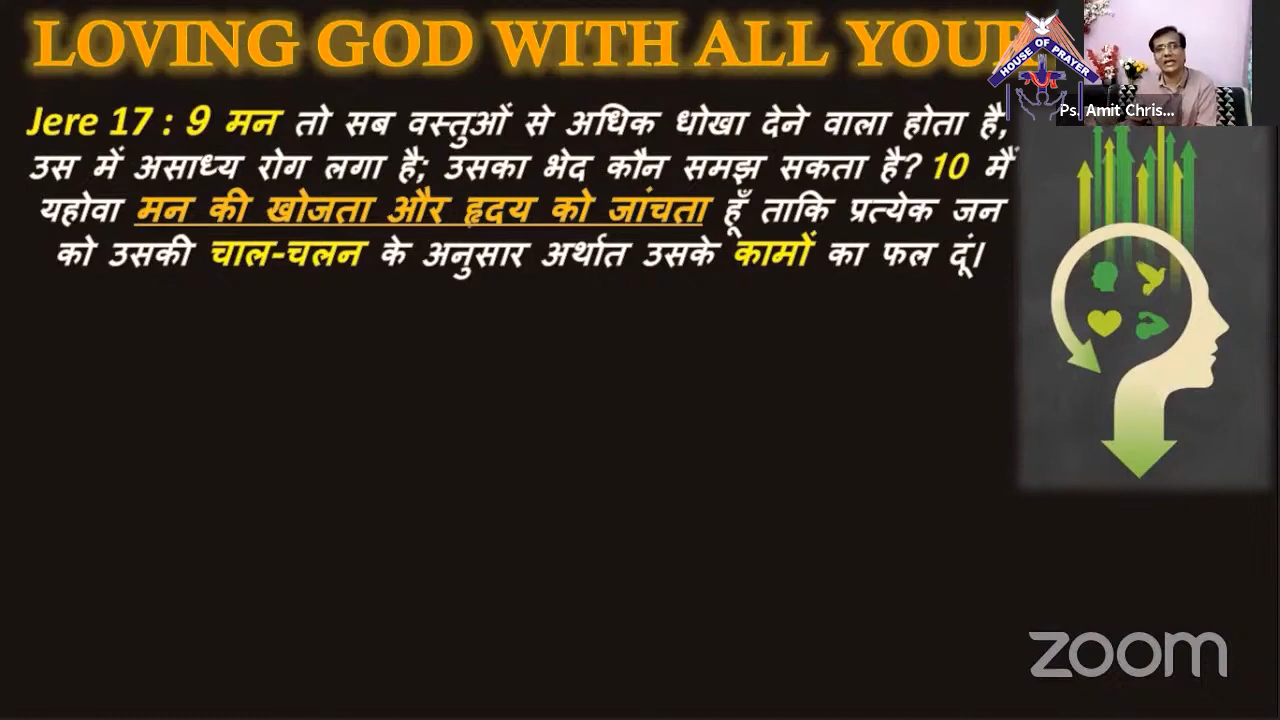 LOVING GOD WITH ALL YOUR
HOUSE OF PRAYER
Ps. Amit Chris...
Jere 17 : 9 मन तो सब वस्तुओं से अधिक धोखा देने वाला होता है,
उस में असाध्य रोग लगा है; उसका भेद कौन समझ सकता है? 10 मैं
यहोवा मन की खोजता और हृदय को जांचता हूँ ताकि प्रत्येक जन
को उसकी चाल-चलन के अनुसार अर्थात उसके कामों का फल दूं।
zoom